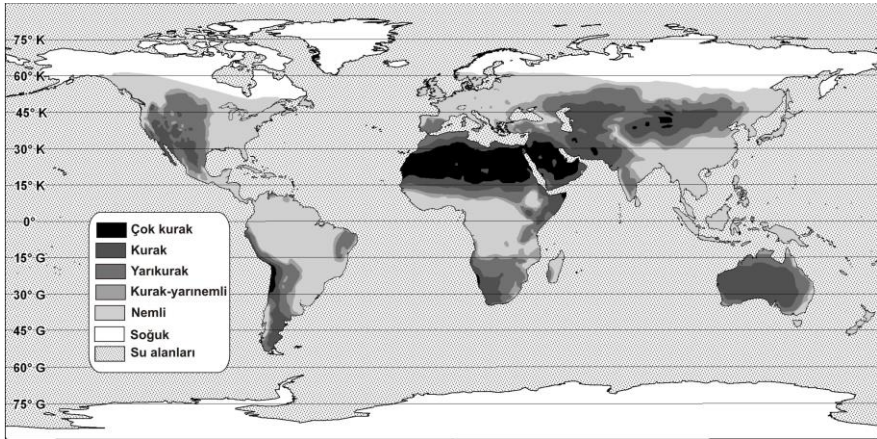 75° K
60° K
45° K
30° K
15° K
0°
15° G
30° G
45° G
60° G
75° G
Çok kurak
Kurak
Yarıkurak
Kurak-yarınemli
Nemli
Soğuk
Su alanları